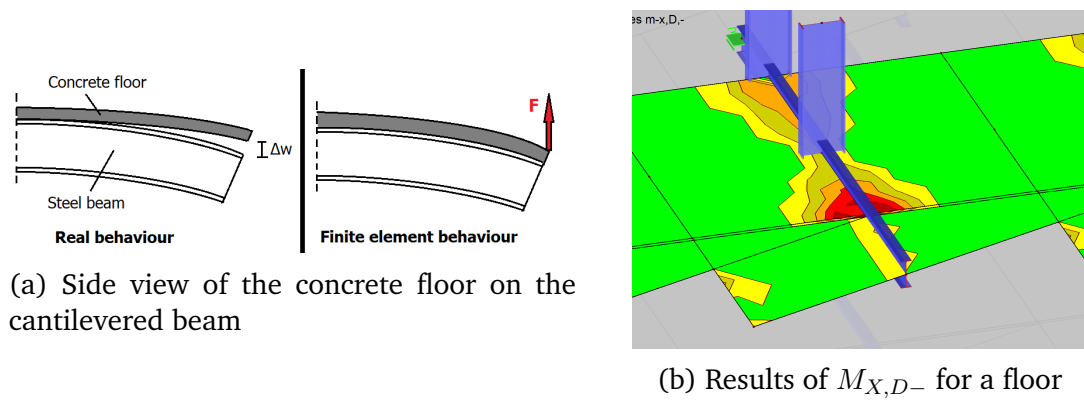 Concrete floor
Δw
Steel beam
Real behaviour
F
Finite element behaviour
(a) Side view of the concrete floor on the
cantilevered beam
es m-x,D,-
(b) Results of M_{X,D−} for a floor